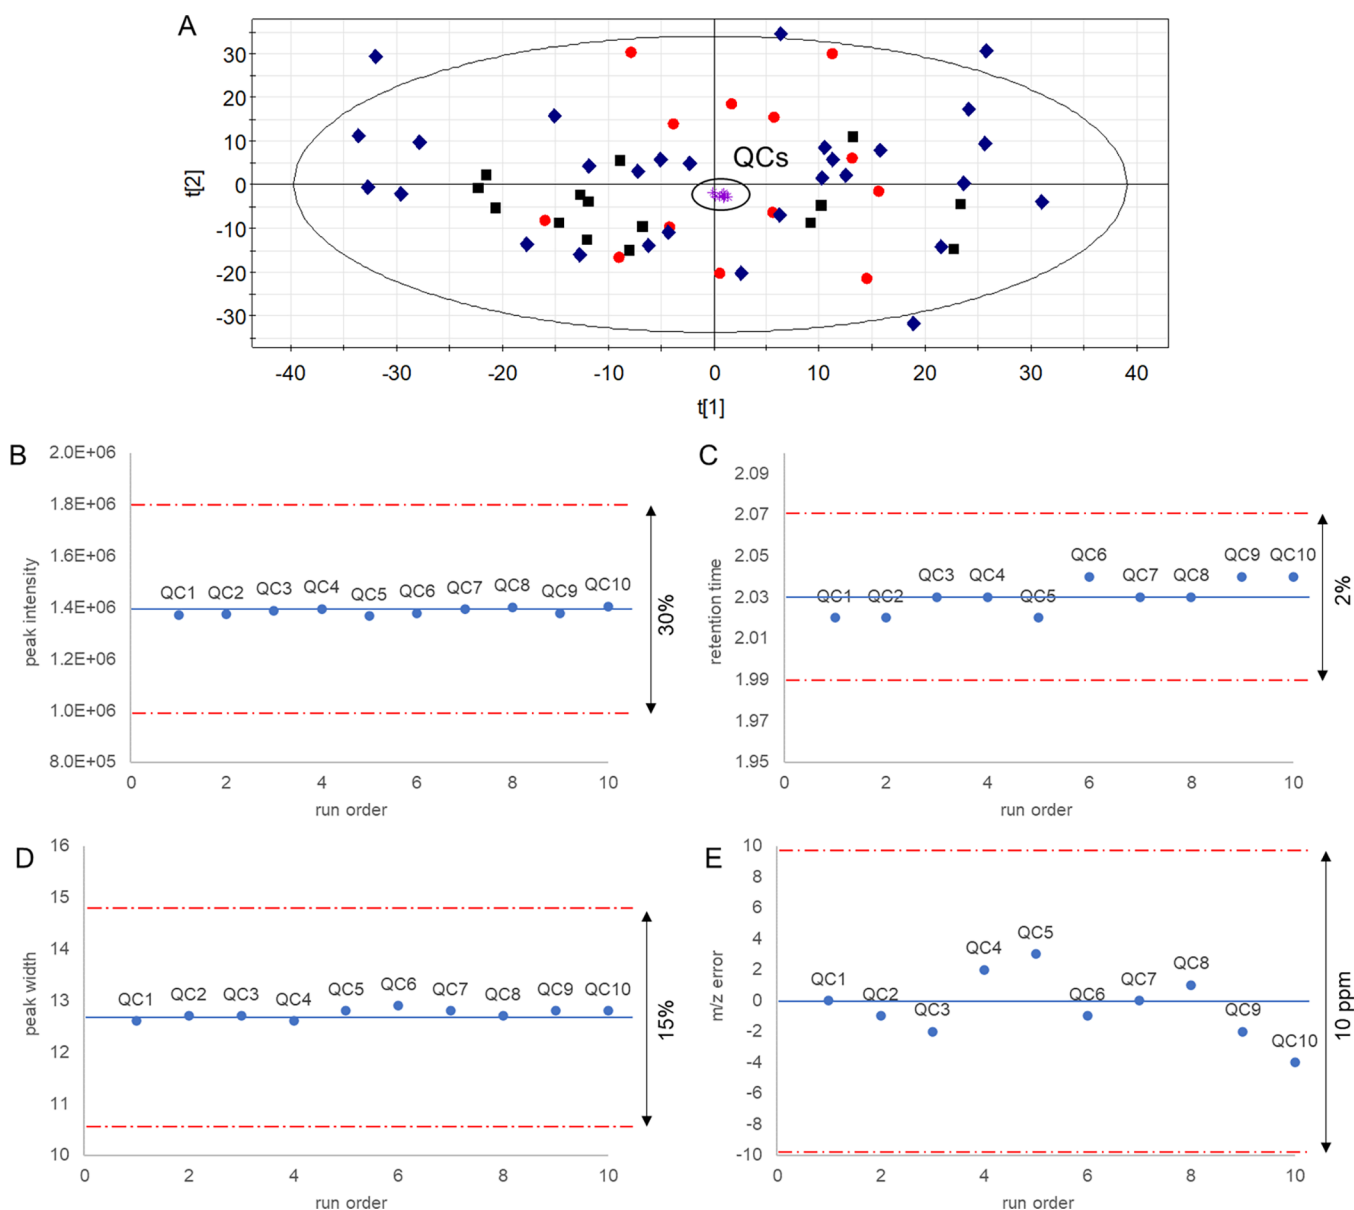 A
30
20
10
0
-10
-20
-30
t[2]
QCs
-40
-30
-20
-10
0
10
20
30
40
t[1]
B
2.0E+06
1.8E+06
1.6E+06
1.4E+06
1.2E+06
1.0E+06
8.0E+05
peak intensity
QC1
QC2
QC3
QC4
QC5
QC6
QC7
QC8
QC9
QC10
30%
0
2
4
6
8
10
run order
C
2.09
2.07
2.05
2.03
2.01
1.99
1.97
1.95
retention time
QC1
QC2
QC3
QC4
QC5
QC6
QC7
QC8
QC9
QC10
2%
0
2
4
6
8
10
run order
D
16
15
14
13
12
11
10
peak width
QC1
QC2
QC3
QC4
QC5
QC6
QC7
QC8
QC9
QC10
15%
0
2
4
6
8
10
run order
E
10
8
6
4
2
0
-2
-4
-6
-8
-10
m/z error
QC1
QC2
QC3
QC4
QC5
QC6
QC7
QC8
QC9
QC10
10 ppm
0
2
4
6
8
10
run order